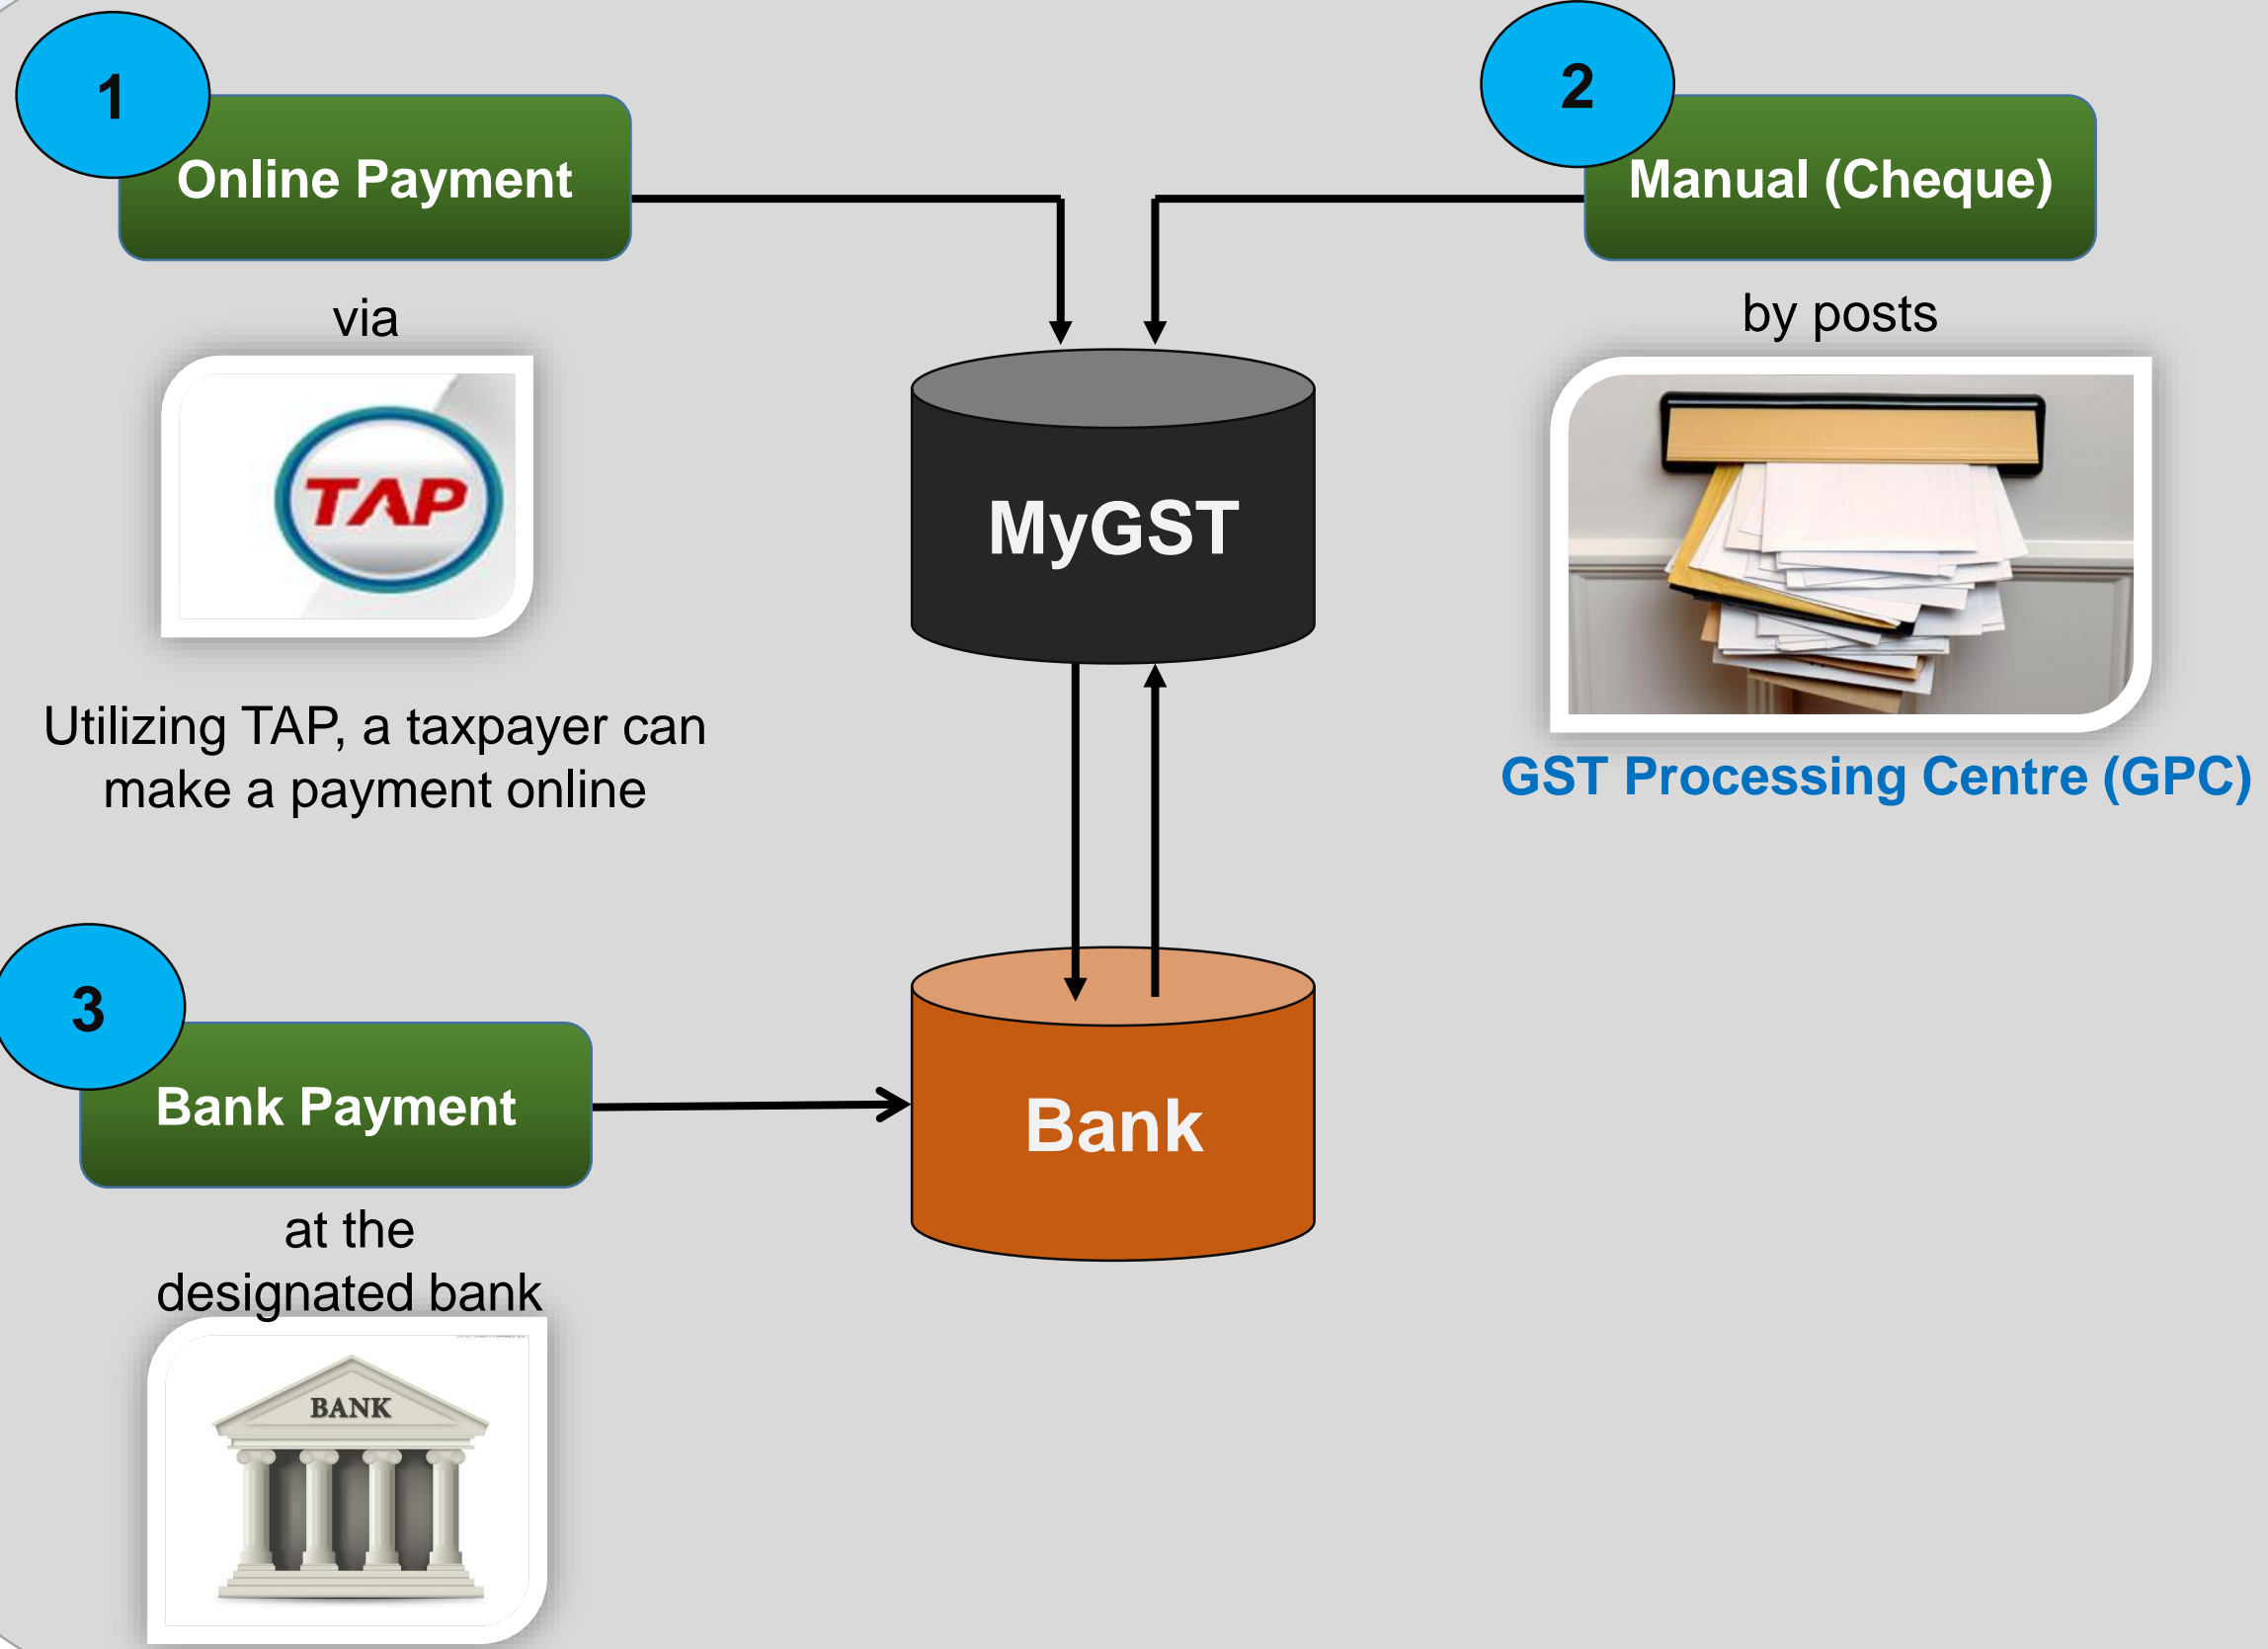 1
Online Payment
via
TAP
Utilizing TAP, a taxpayer can
make a payment online
2
Manual (Cheque)
by posts
GST Processing Centre (GPC)
MyGST
3
Bank Payment
at the
designated bank
BANK
Bank